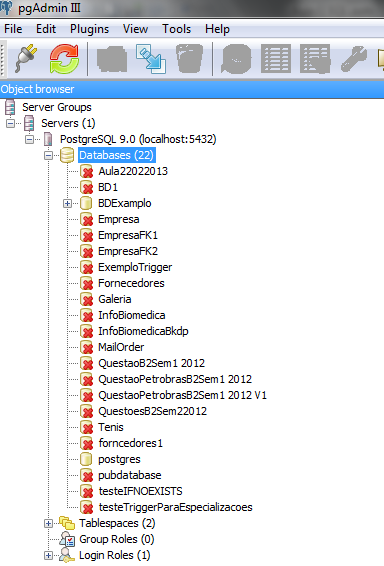 pgAdmin III
File Edit Plugins View Tools Help
Object browser
Server Groups
Servers (1)
PostgreSQL 9.0 (localhost:5432)
Databases (22)
Aula22022013
BD1
BDExamplo
Empresa
EmpresaFK1
EmpresaFK2
ExemploTrigger
Fornecedores
Galeria
InfoBiomedica
InfoBiomedicaBkdp
MailOrder
QuestaoB2Sem1 2012
QuestaoPetrobrasB2Sem1 2012
QuestaoPetrobrasB2Sem1 2012 V1
QuestoesB2Sem22012
Tenis
forncedores1
postgres
pubdatabase
testeIFNOEXISTS
testeTriggerParaEspecializacoes
Tablespaces (2)
Group Roles (0)
Login Roles (1)